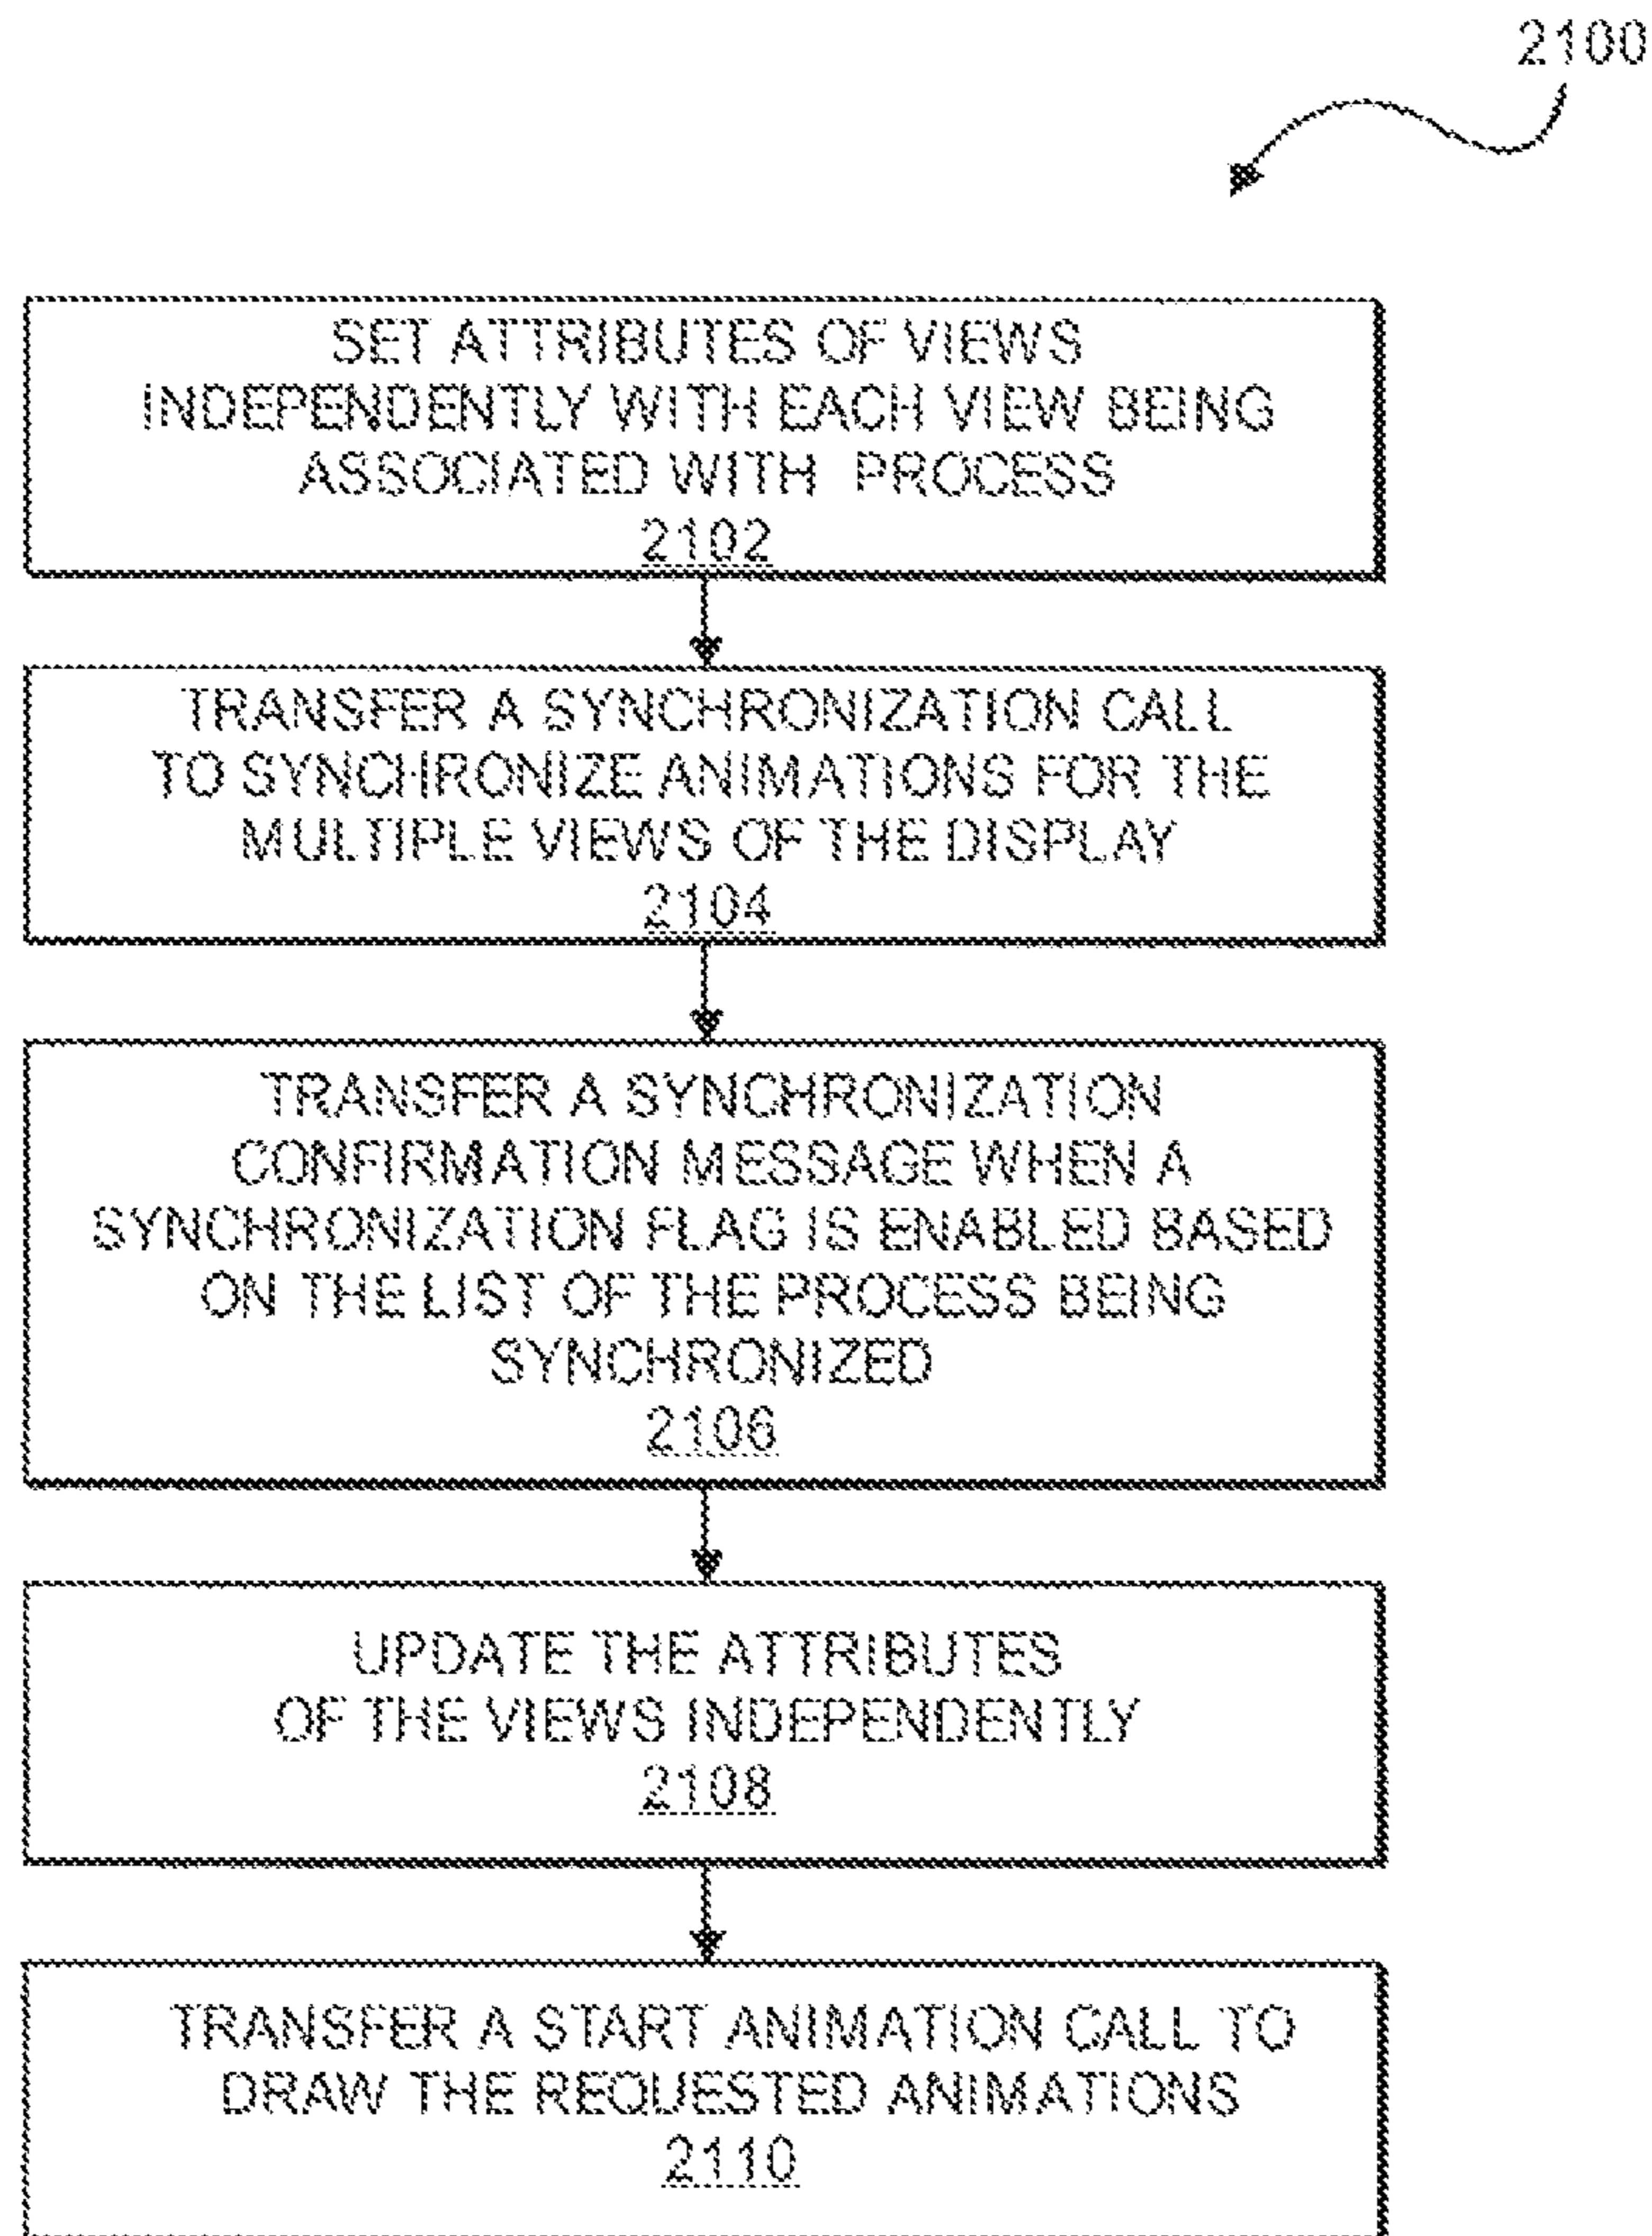 2100
SET ATTRIBUTES OF VIEWS
INDEPENDENTLY WITH EACH VIEW BEING
ASSOCIATED WITH PROCESS
2102
TRANSFER A SYNCHRONIZATION CALL
TO SYNCHRONIZE ANIMATIONS FOR THE
MULTIPLE VIEWS OF THE DISPLAY
2104
TRANSFER A SYNCHRONIZATION
CONFIRMATION MESSAGE WHEN A
SYNCHRONIZATION FLAG IS ENABLED BASED
ON THE LIST OF THE PROCESS BEING
SYNCHRONIZED
2106
UPDATE THE ATTRIBUTES
OF THE VIEWS INDEPENDENTLY
2108
TRANSFER A START ANIMATION CALL TO
DRAW THE REQUESTED ANIMATIONS
2110